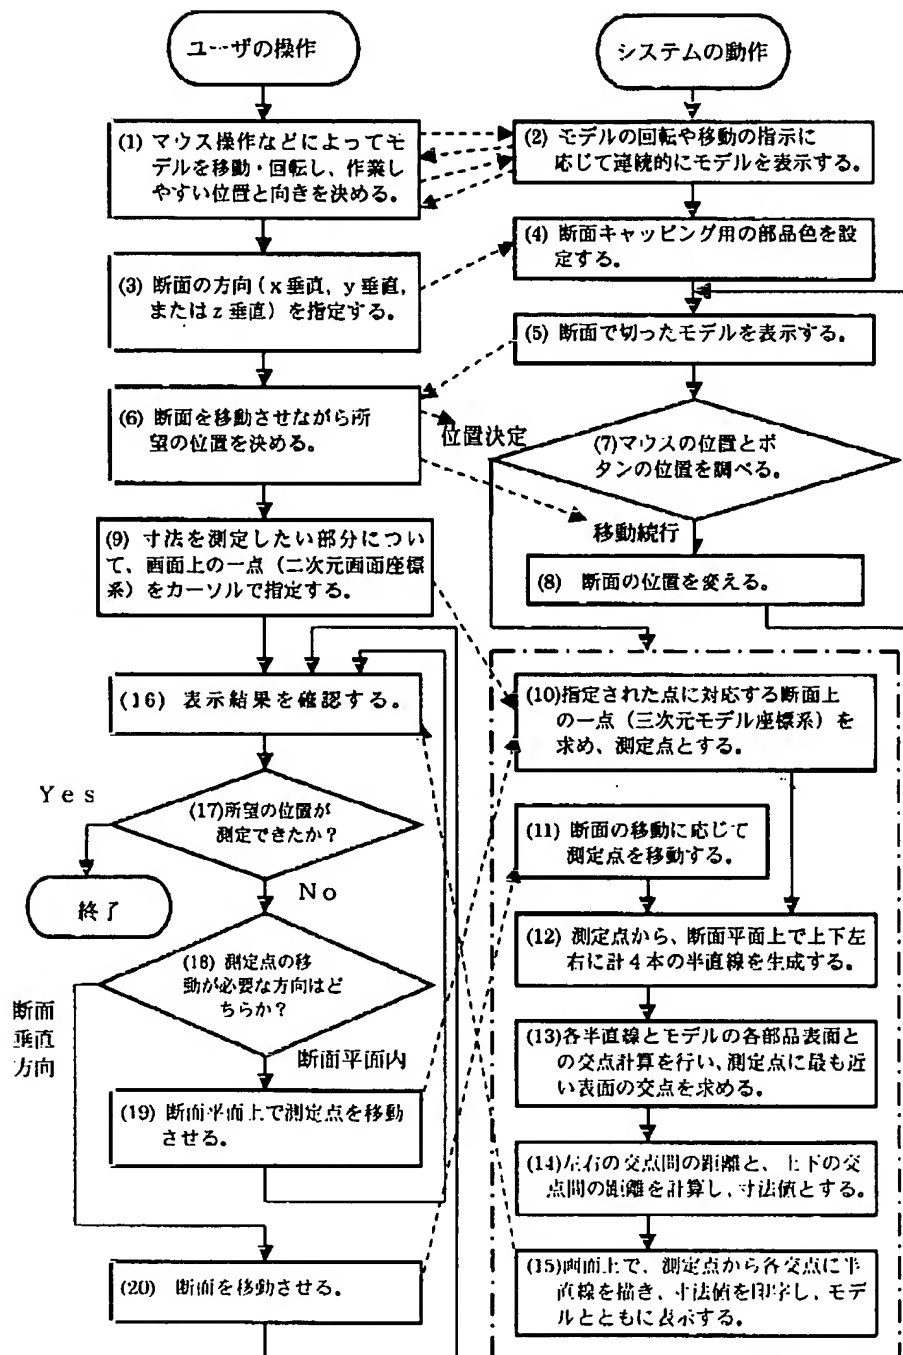 ユーザの操作
(1) マウス操作などによってモ
デルを移動・回転し、作業し
やすい位置と向きを決める。
(3) 断面の方向(x垂直, y垂直,
またはz垂直)を指定する。
(6) 断面を移動させながら所
望の位置を決める。
位置決定
移動続行
(9) 寸法を測定したい部分につい
て、画面上の一点(二次元画面座標
系)をカーソルで指定する。
(16) 表示結果を確認する。
(17)所望の位置が
測定できたか?
Yes
No
終了
(18) 測定点の移
動が必要な方向はど
ちらか?
断面
垂直
方向
断面平面内
(19) 断面平面上で測定点を移動
させる。
(20) 断面を移動させる。
システムの動作
(2) モデルの回転や移動の指示に
応じて連続的にモデルを表示する。
(4) 断面キャッピング用の部品色を設
定する。
(5) 断面で切ったモデルを表示する。
(7)マウスの位置とボ
タンの位置を調べる。
(8) 断面の位置を変える。
(10)指定された点に対応する断面上
の一点(三次元モデル座標系)を
求め、測定点とする。
(11) 断面の移動に応じて
測定点を移動する。
(12) 測定点から、断面平面上で上下左
右に計4本の半直線を生成する。
(13)各半直線とモデルの各部品表面と
の交点計算を行い、測定点に最も近
い表面の交点を求める。
(14)左右の交点間の距離と、上下の交
点間の距離を計算し、寸法値とする。
(15)画面上で、測定点から各交点に半
直線を描き、寸法値を印字し、モデ
ルとともに表示する。